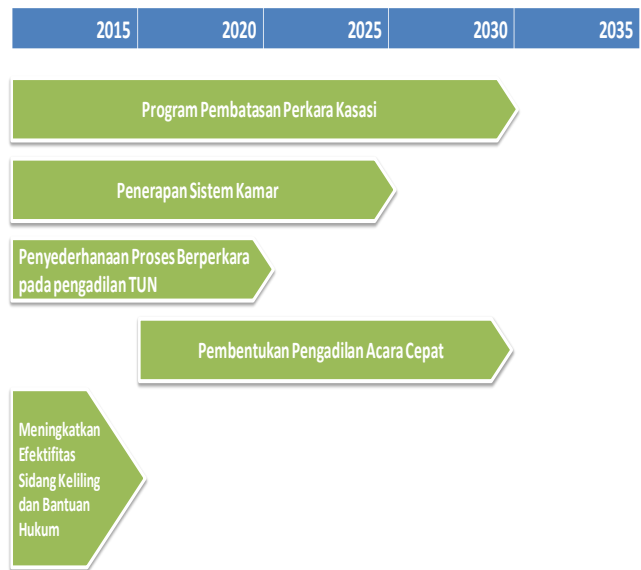 2015 2020 2025 2030 2035
Program Pembatasan Perkara Kasasi
Penerapan Sistem Kamar
Penyederhanaan Proses Berperkara
pada pengadilan TUN
Pembentukan Pengadilan Acara Cepat
Meningkatkan
Efektifitas
Sidang Keliling
dan Bantuan
Hukum